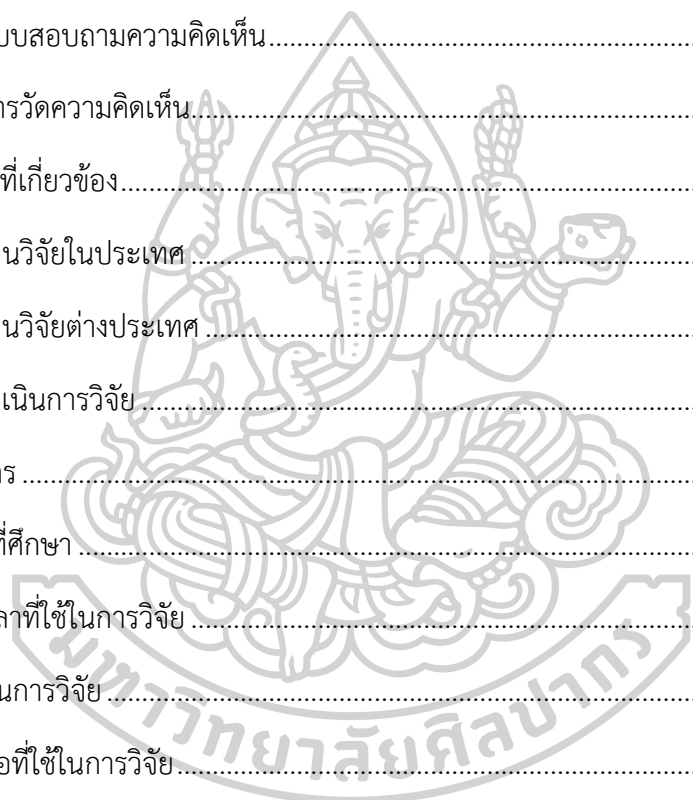 บบสอบถามความคิดเห็น
ารวัดความคิดเห็น
ที่เกี่ยวข้อง
นวิจัยในประเทศ
นวิจัยต่างประเทศ
เนินการวิจัย
าร
ที่ศึกษา
ลาที่ใช้ในการวิจัย
นการวิจัย
อที่ใช้ในการวิจัย
มหาวิทยาลัยศิลปากร